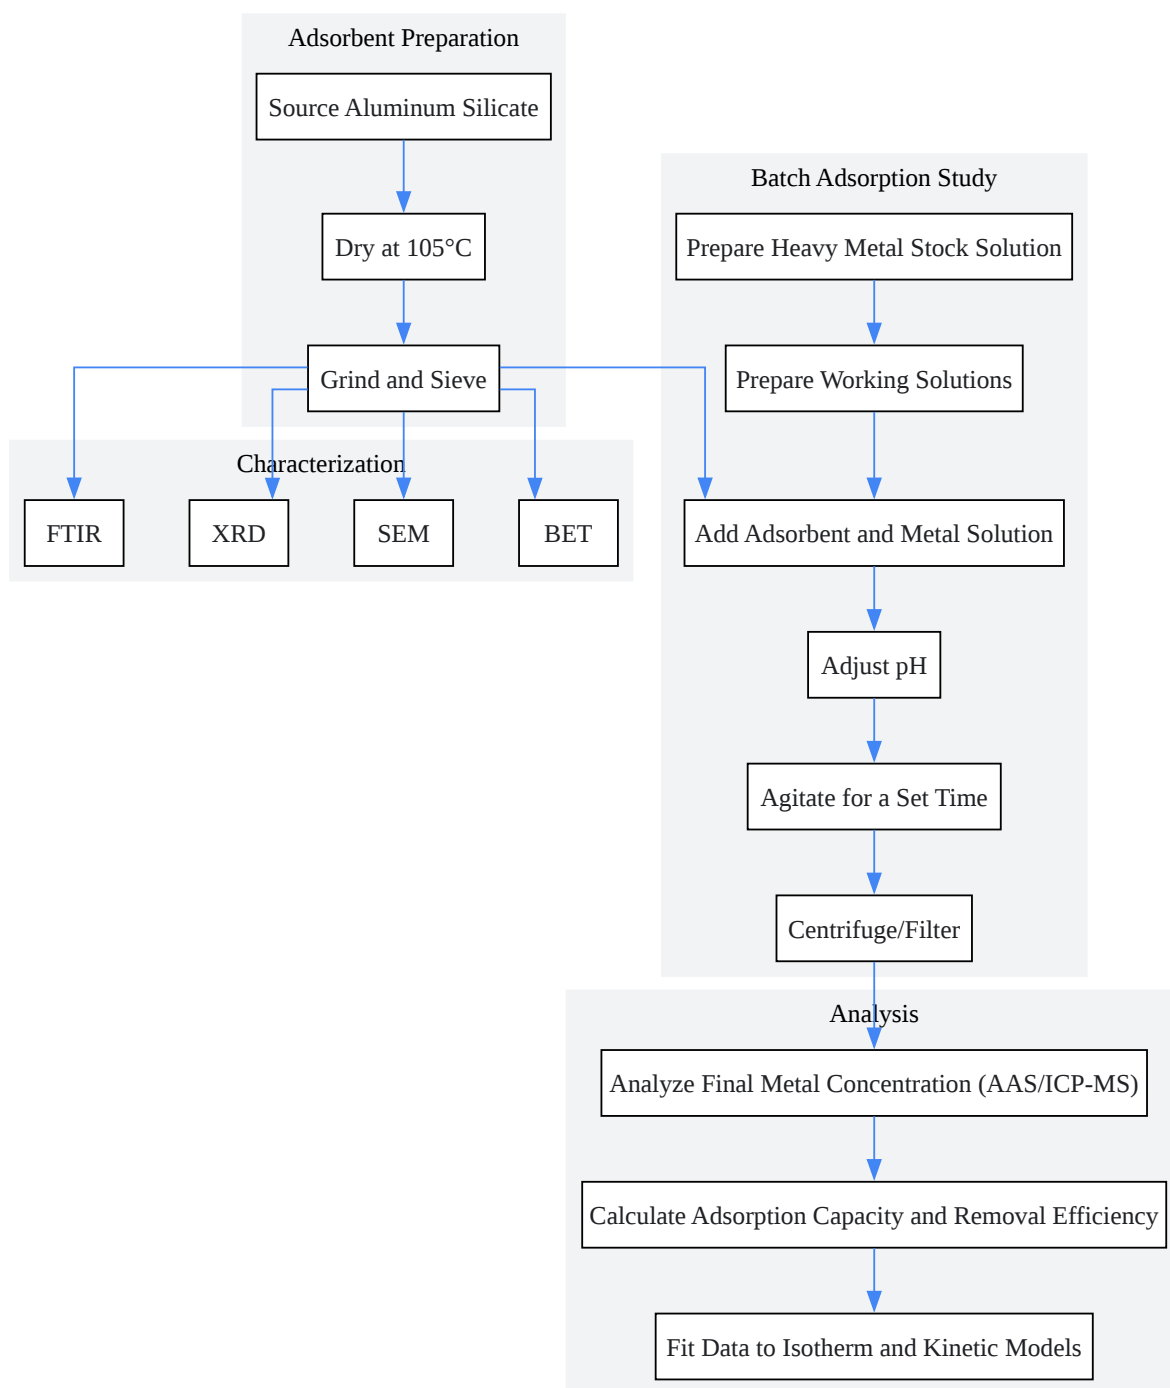 Adsorbent Preparation
Source Aluminum Silicate
Dry at 105°C
Grind and Sieve
Characterization
FTIR
XRD
SEM
BET
Batch Adsorption Study
Prepare Heavy Metal Stock Solution
Prepare Working Solutions
Add Adsorbent and Metal Solution
Adjust pH
Agitate for a Set Time
Centrifuge/Filter
Analysis
Analyze Final Metal Concentration (AAS/ICP-MS)
Calculate Adsorption Capacity and Removal Efficiency
Fit Data to Isotherm and Kinetic Models